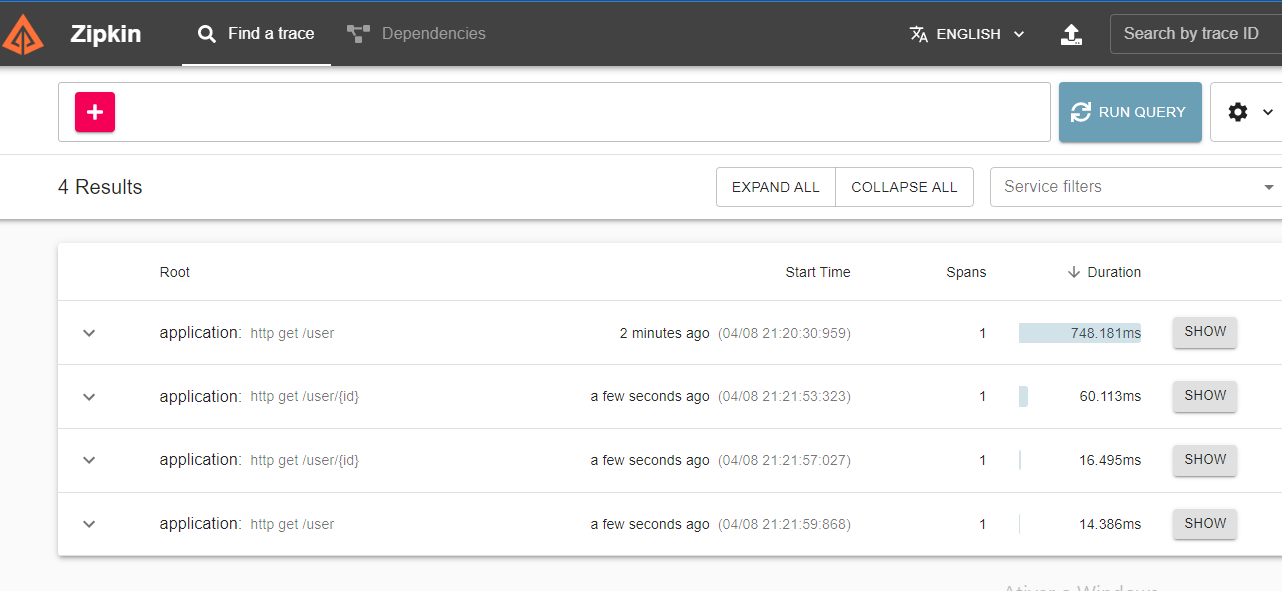 Zipkin Find a trace Dependencies ENGLISH Search by trace ID
RUN QUERY
4 Results EXPAND ALL COLLAPSE ALL Service filters
Root Start Time Spans Duration
application: http get /user 2 minutes ago (04/08 21:20:30:959) 1 748.181ms SHOW
application: http get /user/{id} a few seconds ago (04/08 21:21:53:323) 1 60.113ms SHOW
application: http get /user/{id} a few seconds ago (04/08 21:21:57:027) 1 16.495ms SHOW
application: http get /user a few seconds ago (04/08 21:21:59:868) 1 14.386ms SHOW
Ativar o Windows